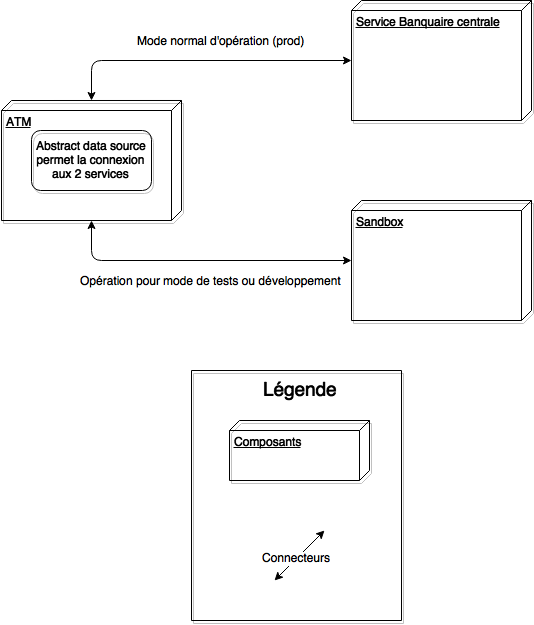 Service Banquaire centrale
Mode normal d'opération (prod)
ATM
Abstract data source
permet la connexion
aux 2 services
Sandbox
Opération pour mode de tests ou développement
Légende
Composants
Connecteurs